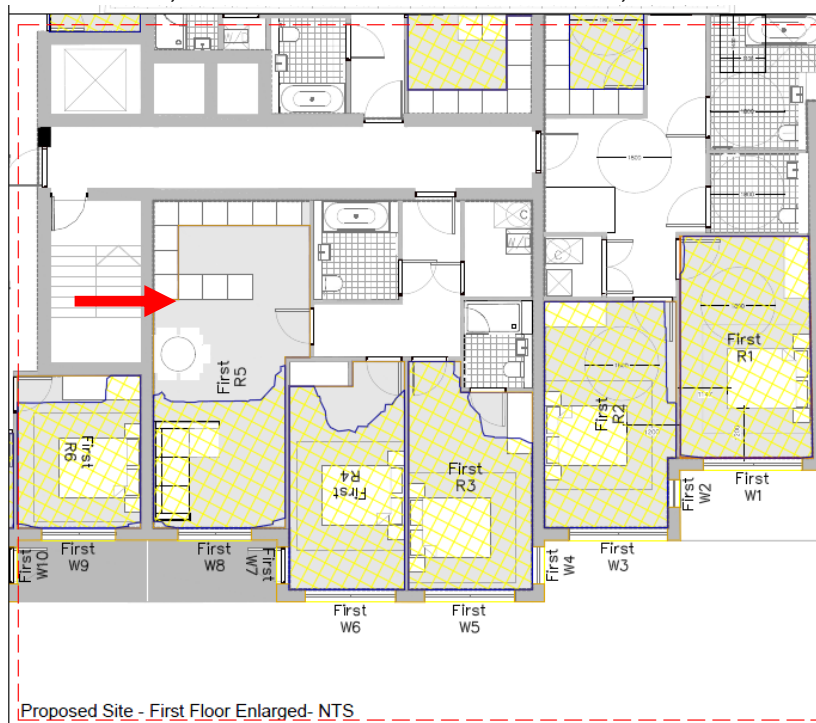 1500
C
W/D
C
First
R5
First
R1
First
R2
First
R3
First
R4
First
R6
First
W1
First
W2
First
W3
First
W4
First
W5
First
W6
First
W7
First
W8
First
W9
First
W10
Proposed Site - First Floor Enlarged- NTS